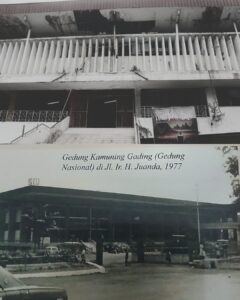 Gedung Kamuning Gading (Gedung
Nasional) di Jl. Ir. H. Juanda, 1977